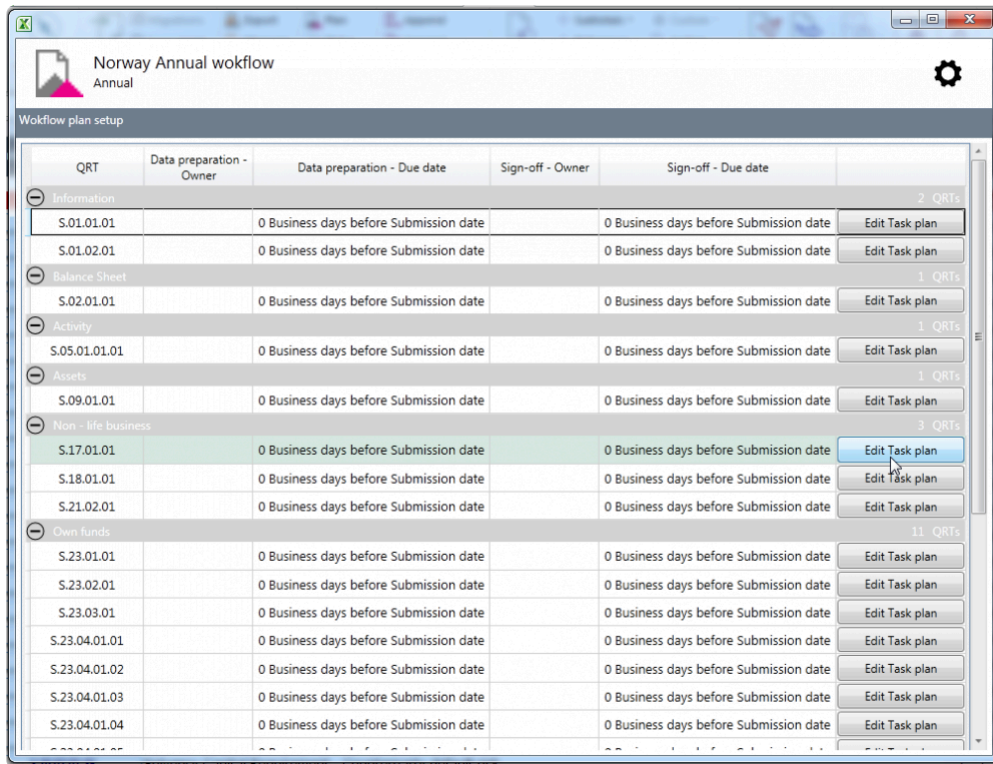 Norway Annual wokflow
Annual
Wokflow plan setup
QRT Data preparation - Owner Data preparation - Due date Sign-off - Owner Sign-off - Due date
Information 2 QRTs
S.01.01.01 0 Business days before Submission date 0 Business days before Submission date Edit Task plan
S.01.02.01 0 Business days before Submission date 0 Business days before Submission date Edit Task plan
Balance Sheet 1 QRTs
S.02.01.01 0 Business days before Submission date 0 Business days before Submission date Edit Task plan
Activity 1 QRTs
S.05.01.01.01 0 Business days before Submission date 0 Business days before Submission date Edit Task plan
Assets 1 QRTs
S.09.01.01 0 Business days before Submission date 0 Business days before Submission date Edit Task plan
Non - life business 3 QRTs
S.17.01.01 0 Business days before Submission date 0 Business days before Submission date Edit Task plan
S.18.01.01 0 Business days before Submission date 0 Business days before Submission date Edit Task plan
S.21.02.01 0 Business days before Submission date 0 Business days before Submission date Edit Task plan
Own funds 11 QRTs
S.23.01.01 0 Business days before Submission date 0 Business days before Submission date Edit Task plan
S.23.02.01 0 Business days before Submission date 0 Business days before Submission date Edit Task plan
S.23.03.01 0 Business days before Submission date 0 Business days before Submission date Edit Task plan
S.23.04.01.01 0 Business days before Submission date 0 Business days before Submission date Edit Task plan
S.23.04.01.02 0 Business days before Submission date 0 Business days before Submission date Edit Task plan
S.23.04.01.03 0 Business days before Submission date 0 Business days before Submission date Edit Task plan
S.23.04.01.04 0 Business days before Submission date 0 Business days before Submission date Edit Task plan